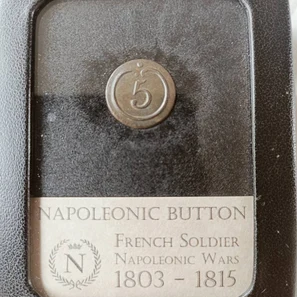 5
NAPOLEONIC BUTTON
FRENCH SOLDIER
N NAPOLEONIC WARS
1803 - 1815